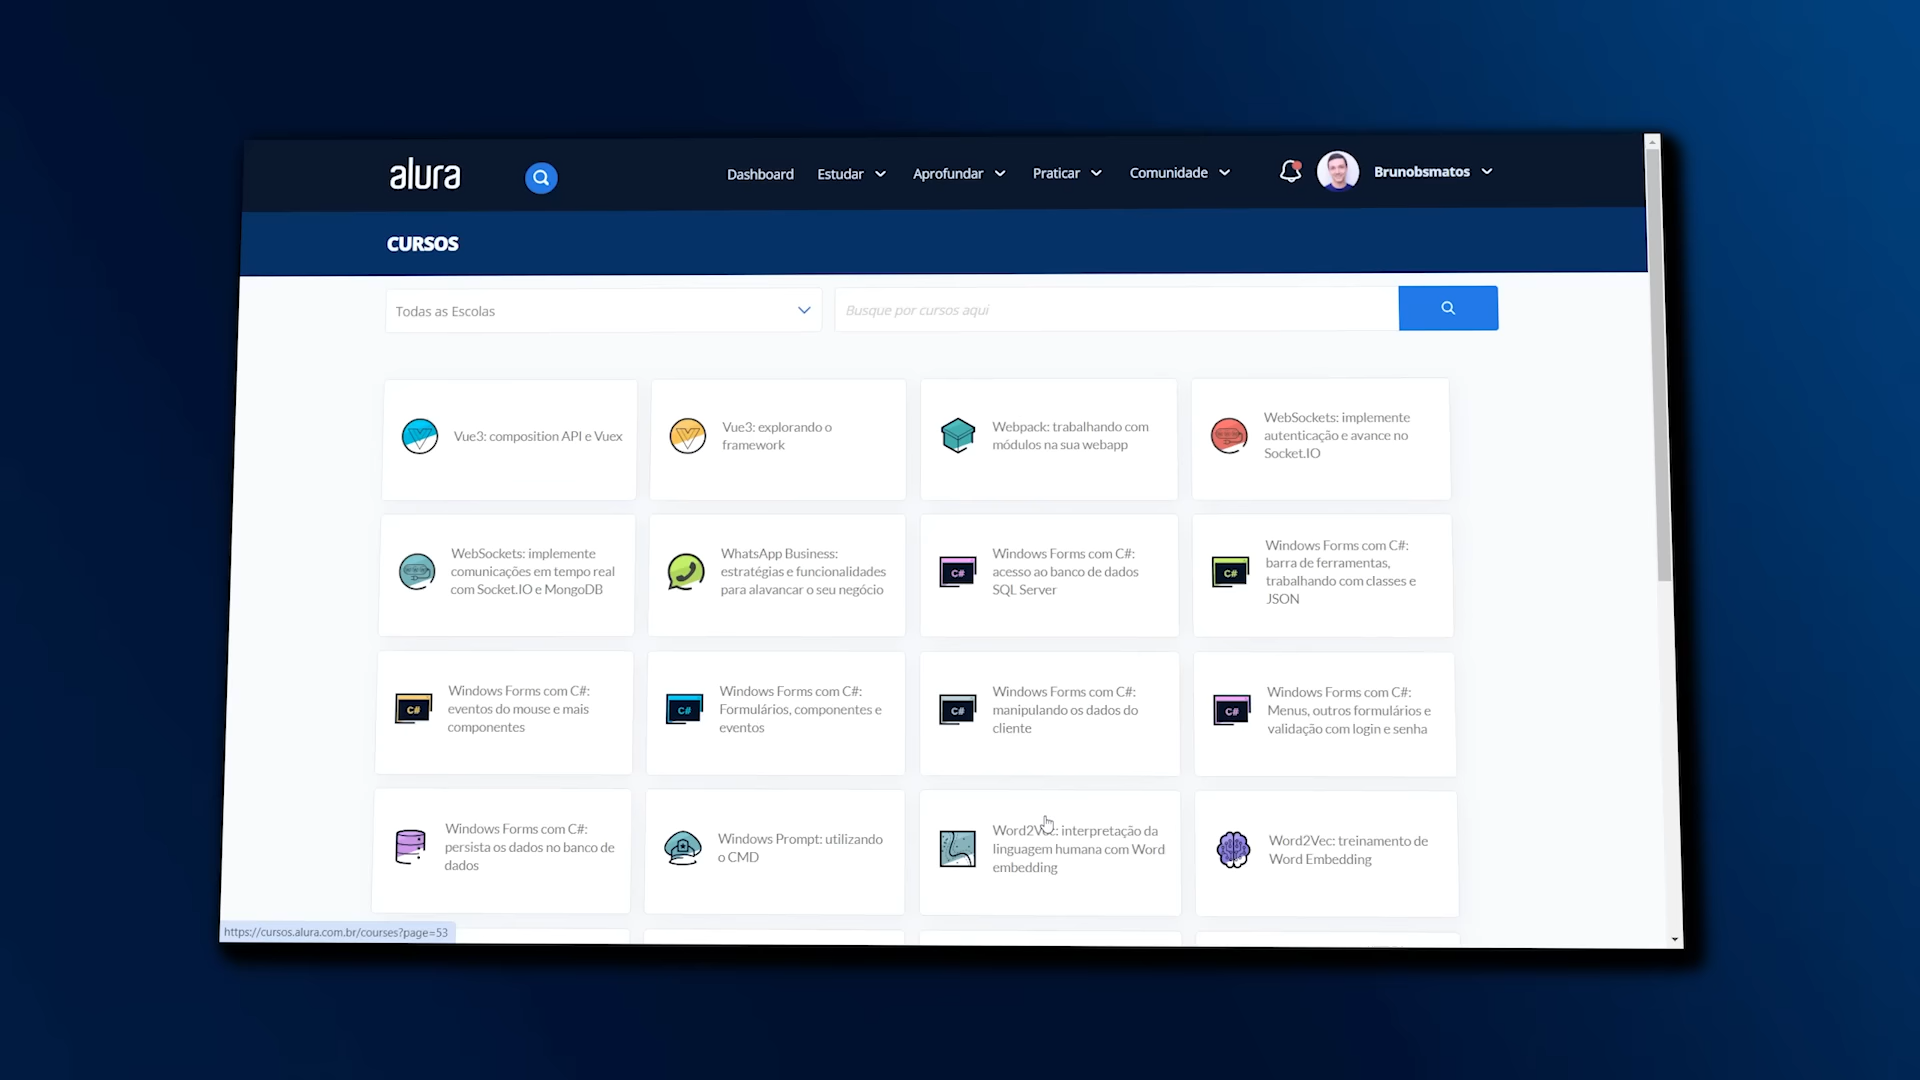 alura
Dashboard
Estudar
Aprofundar
Praticar
Comunidade
Brunobsmatos
CURSOS
Todas as Escolas
Busque por cursos aqui
Vue3: composition API e Vuex
Vue3: explorando o
framework
Webpack: trabalhando com
módulos na sua webapp
WebSockets: implemente
autenticação e avance no
Socket.IO
WebSockets: implemente
comunicações em tempo real
com Socket.IO e MongoDB
WhatsApp Business:
estratégias e funcionalidades
para alavancar o seu negócio
C#
Windows Forms com C#:
acesso ao banco de dados
SQL Server
C#
Windows Forms com C#:
barra de ferramentas,
trabalhando com classes e
JSON
C#
Windows Forms com C#:
eventos do mouse e mais
componentes
C#
Windows Forms com C#:
Formulários, componentes e
eventos
C#
Windows Forms com C#:
manipulando os dados do
cliente
C#
Windows Forms com C#:
Menus, outros formulários e
validação com login e senha
Windows Forms com C#:
persista os dados no banco de
dados
Windows Prompt: utilizando
o CMD
Word2Vec: interpretação da
linguagem humana com Word
embedding
Word2Vec: treinamento de
Word Embedding
https://cursos.alura.com.br/courses?page=53